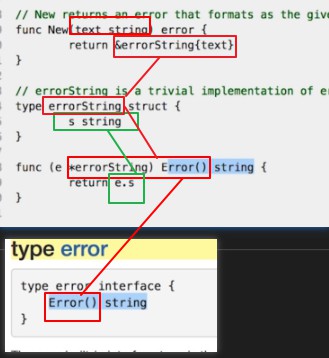 // New returns an error that formats as the give
func New(text string) error {
return &errorString{text}
}
// errorString is a trivial implementation of er
type errorString struct {
s string
}
func (e *errorString) Error() string {
return e.s
}
type error
type error interface {
Error() string
}